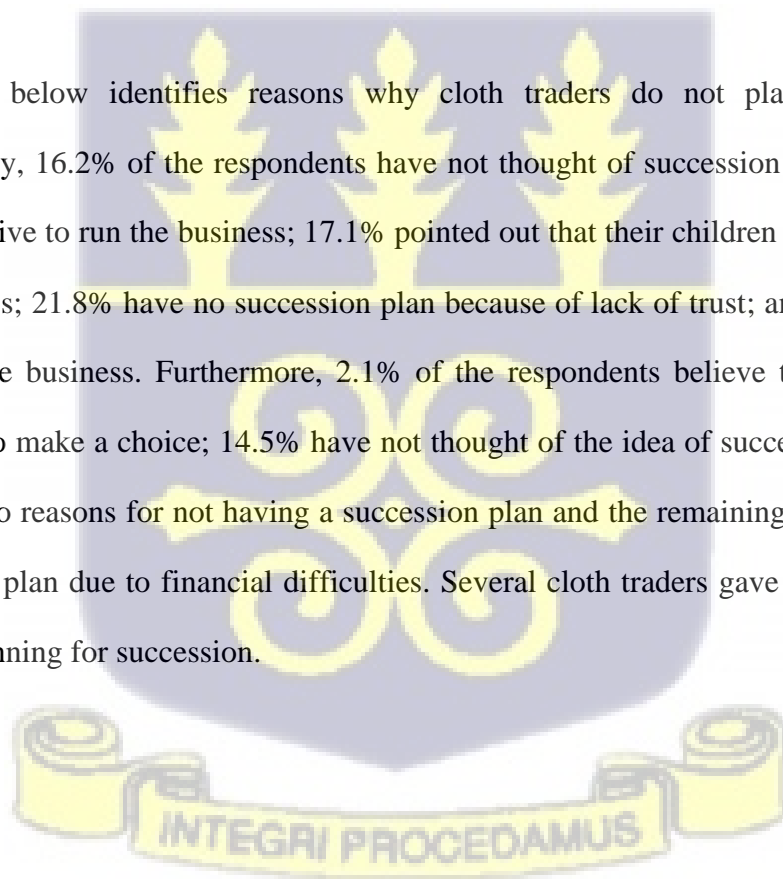 below identifies reasons why cloth traders do not pla
y, 16.2% of the respondents have not thought of succession
ive to run the business; 17.1% pointed out that their children
s; 21.8% have no succession plan because of lack of trust; a
e business. Furthermore, 2.1% of the respondents believe t
o make a choice; 14.5% have not thought of the idea of succe
o reasons for not having a succession plan and the remaining
plan due to financial difficulties. Several cloth traders gave
nning for succession.
INTEGRI PROCEDAMUS